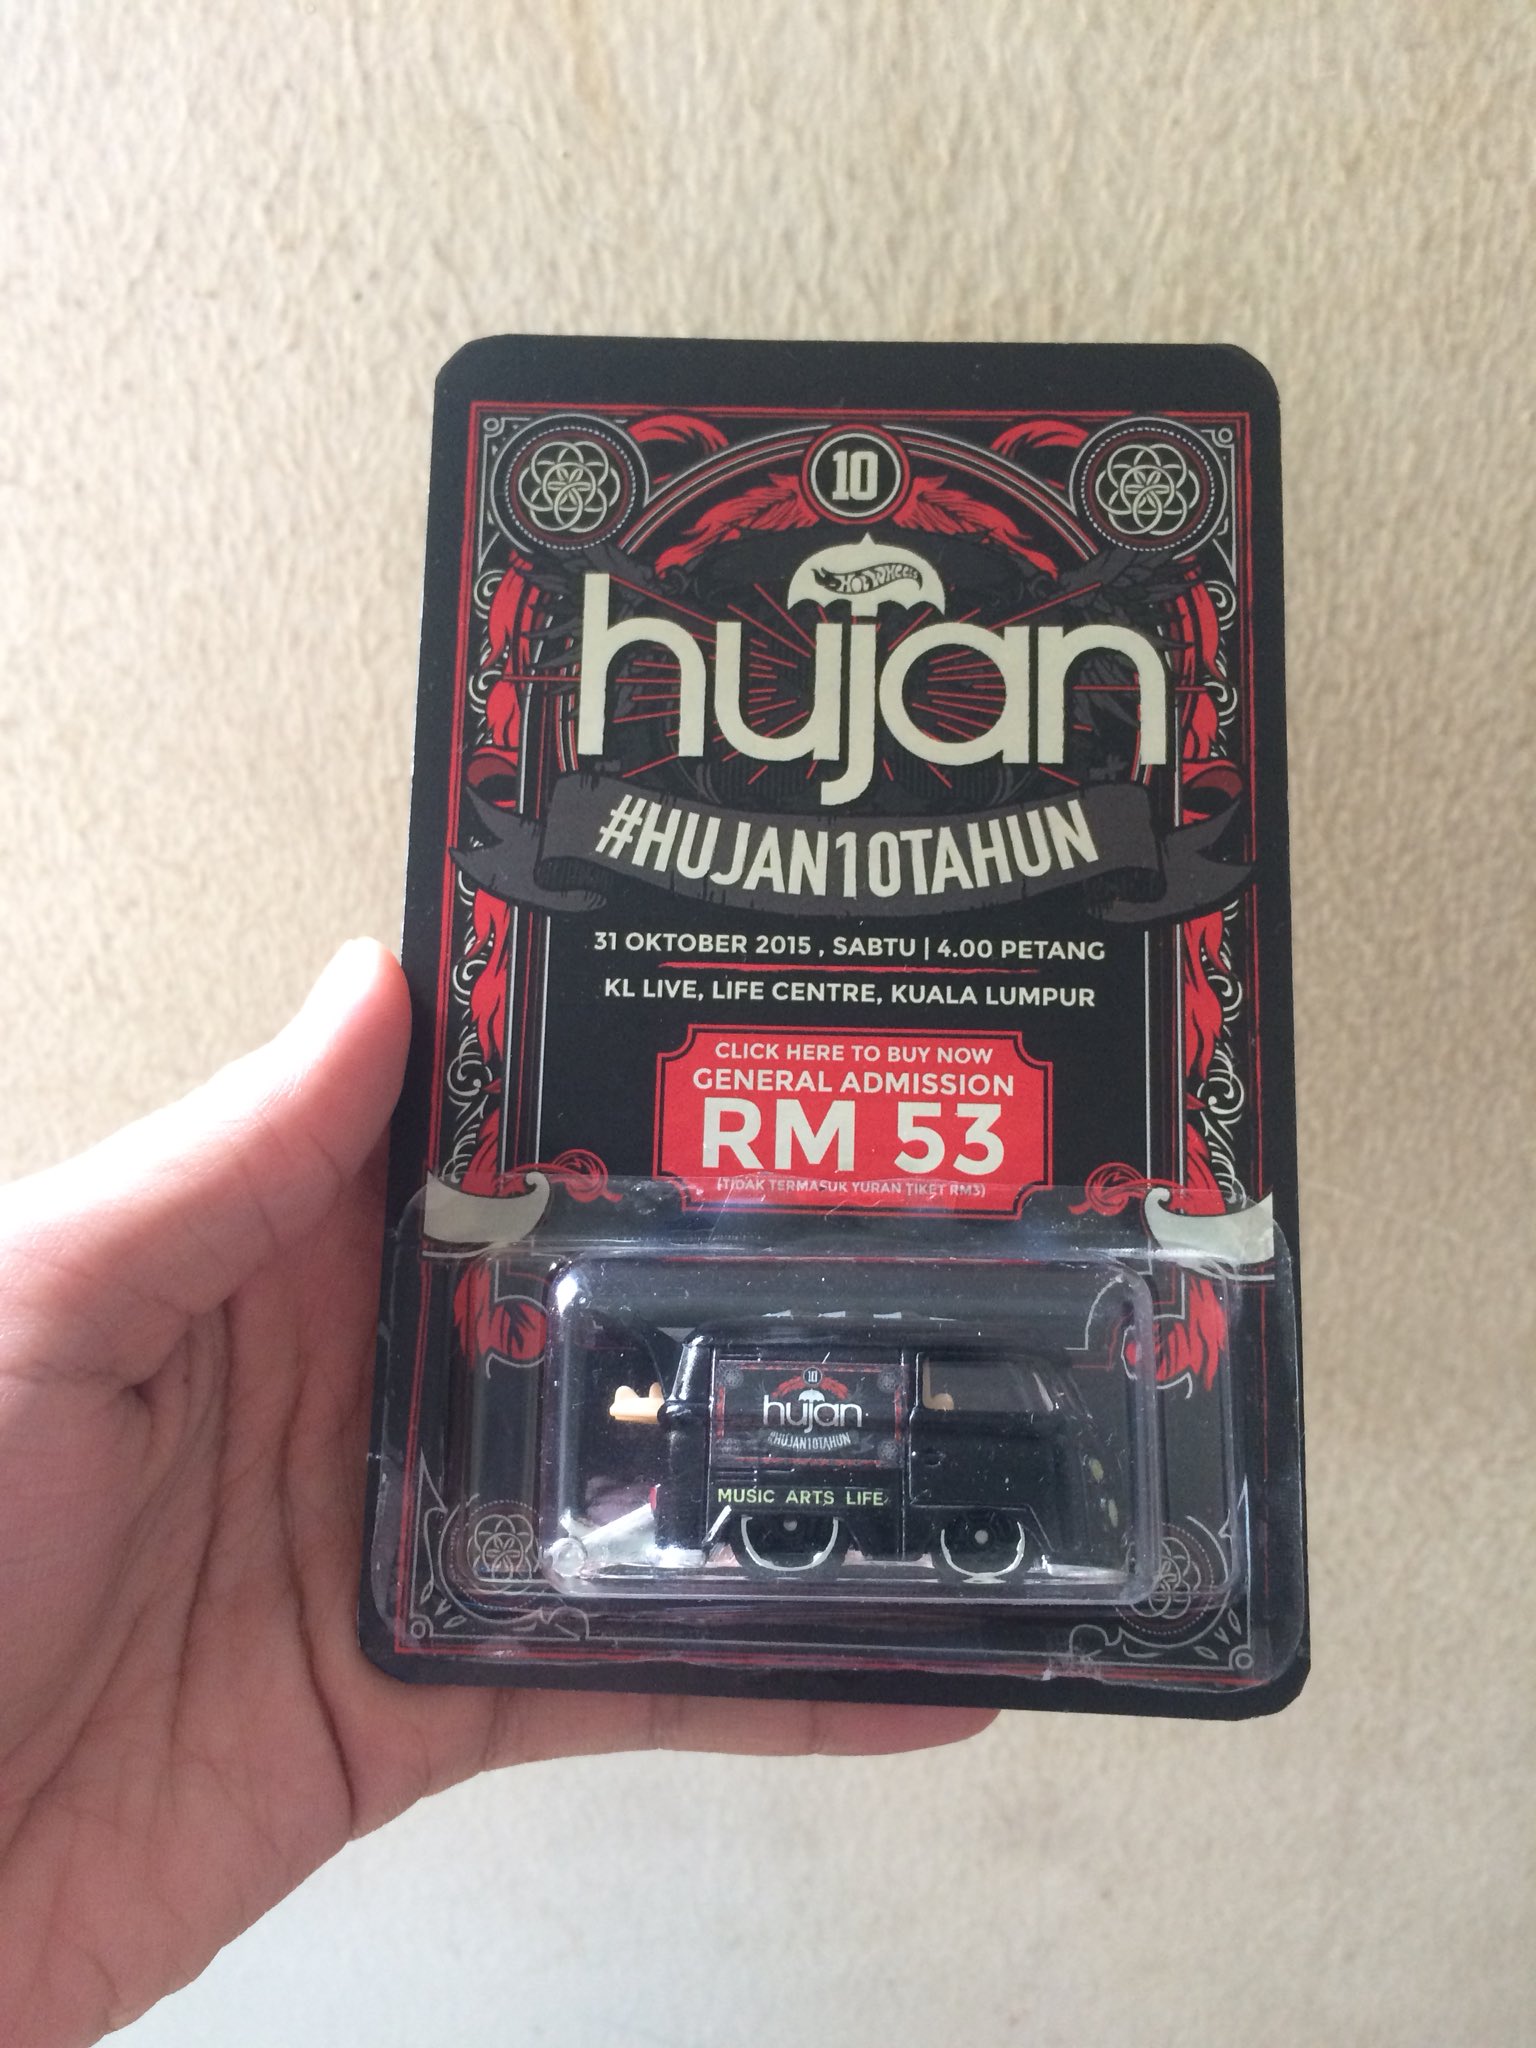 10
HOT WHEELS
hujan
#HUJAN10TAHUN
31 OKTOBER 2015 , SABTU | 4.00 PETANG
KL LIVE, LIFE CENTRE, KUALA LUMPUR
CLICK HERE TO BUY NOW
GENERAL ADMISSION
RM 53
(TIDAK TERMASUK YURAN TIKET RM3)
10
hujan
#HUJAN10TAHUN
MUSIC ARTS LIFE